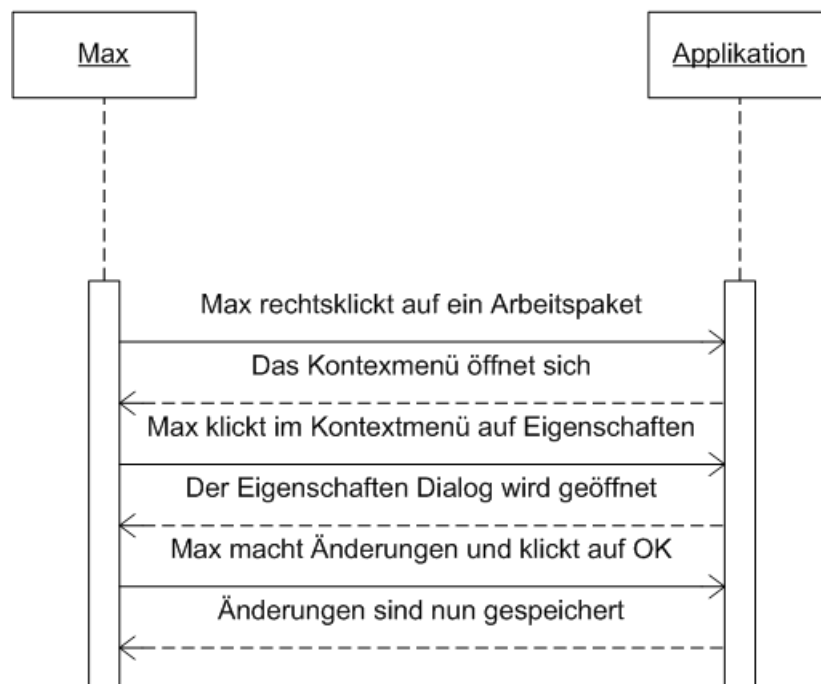 Max
Applikation
Max rechtsklickt auf ein Arbeitspaket
Das Kontexmenü öffnet sich
Max klickt im Kontextmenü auf Eigenschaften
Der Eigenschaften Dialog wird geöffnet
Max macht Änderungen und klickt auf OK
Änderungen sind nun gespeichert